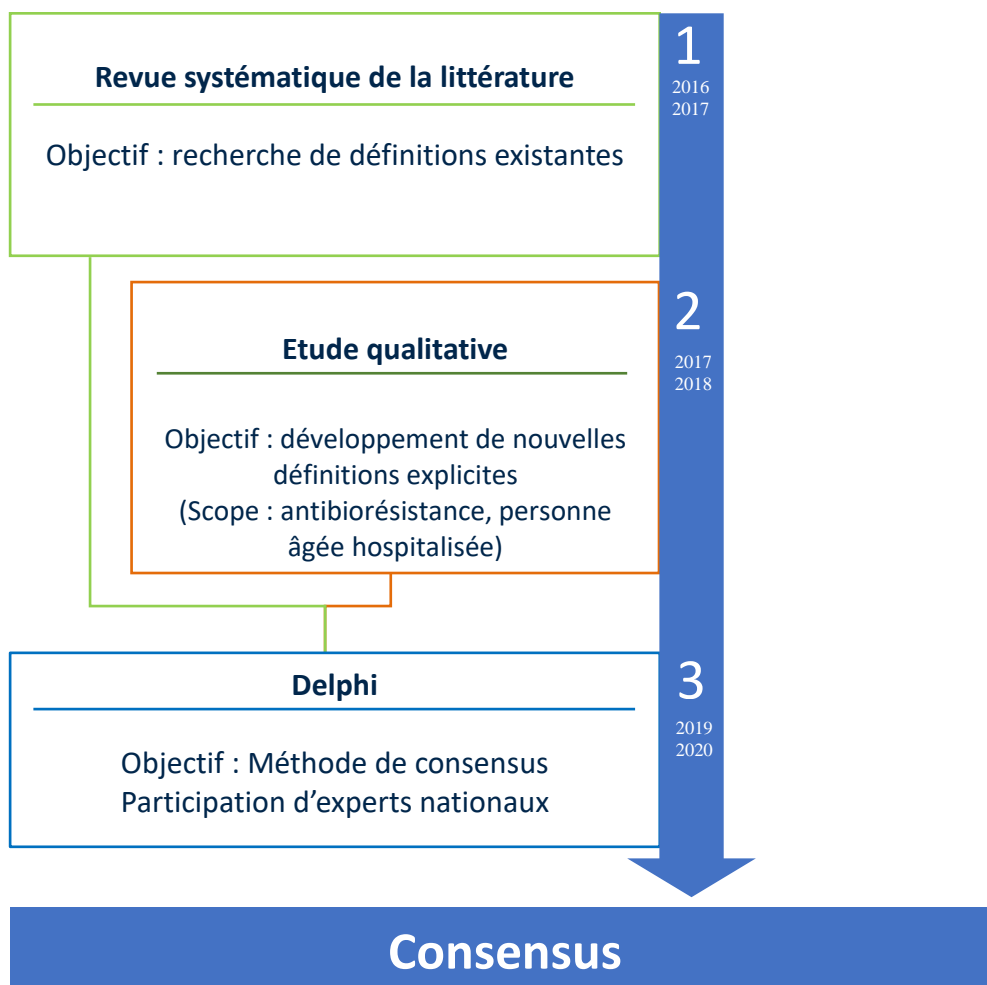 Revue systématique de la littérature
Objectif : recherche de définitions existantes
1
2016
2017
Etude qualitative
Objectif : développement de nouvelles
définitions explicites
(Scope : antibiorésistance, personne
âgée hospitalisée)
2
2017
2018
Delphi
Objectif : Méthode de consensus
Participation d'experts nationaux
3
2019
2020
Consensus